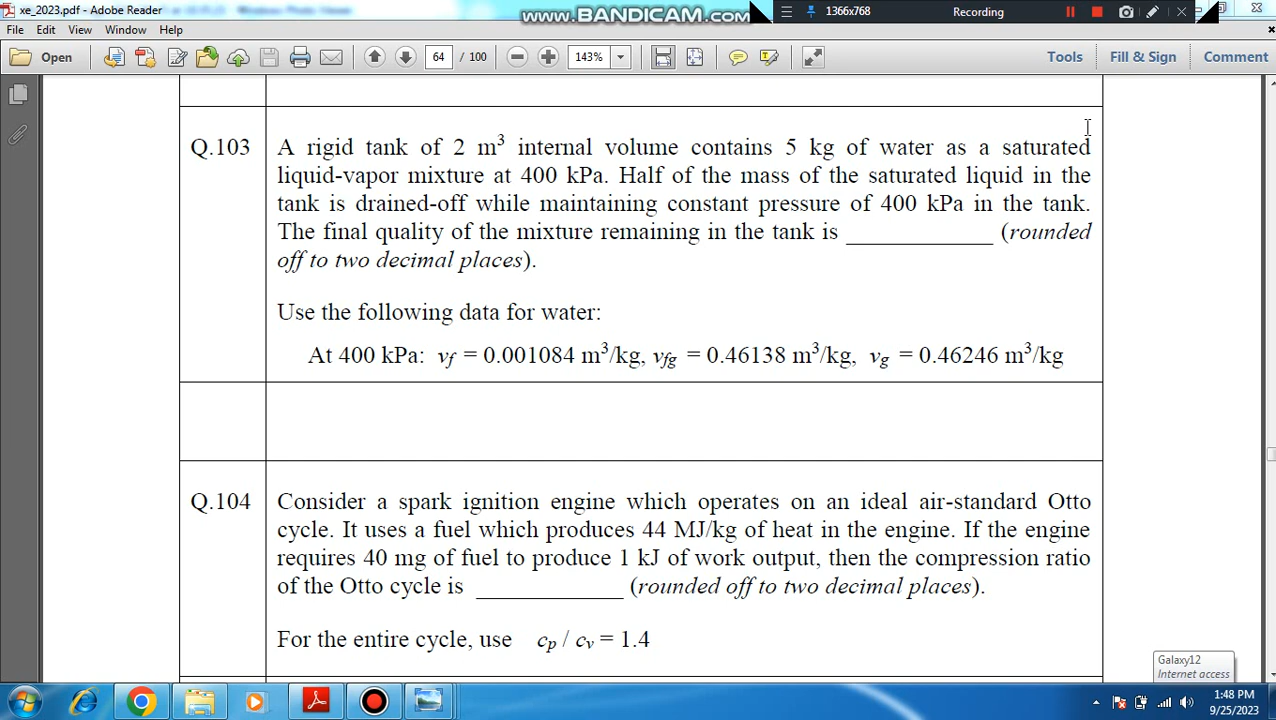 xe_2023.pdf - Adobe Reader
www.BANDICAM.com
1366x768
Recording
File Edit View Window Help
Open
64 / 100
143%
Tools
Fill & Sign
Comment
Q.103
A rigid tank of 2 m³ internal volume contains 5 kg of water as a saturated
liquid-vapor mixture at 400 kPa. Half of the mass of the saturated liquid in the
tank is drained-off while maintaining constant pressure of 400 kPa in the tank.
The final quality of the mixture remaining in the tank is _____________ (rounded
off to two decimal places).
Use the following data for water:
At 400 kPa: vf = 0.001084 m³/kg, vfg = 0.46138 m³/kg, vg = 0.46246 m³/kg
Q.104
Consider a spark ignition engine which operates on an ideal air-standard Otto
cycle. It uses a fuel which produces 44 MJ/kg of heat in the engine. If the engine
requires 40 mg of fuel to produce 1 kJ of work output, then the compression ratio
of the Otto cycle is _____________ (rounded off to two decimal places).
For the entire cycle, use cp / cv = 1.4
Galaxy12
Internet access
1:48 PM
9/25/2023